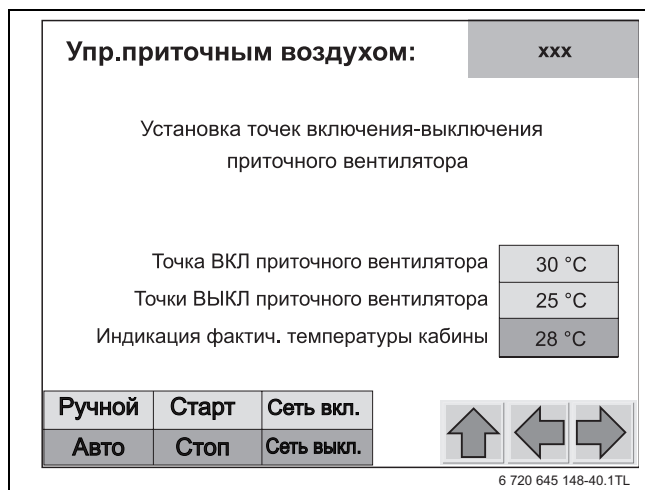 Упр.приточным воздухом: xxx
Установка точек включения-выключения
приточного вентилятора
Точка ВКЛ приточного вентилятора 30 °C
Точки ВЫКЛ приточного вентилятора 25 °C
Индикация фактич. температуры кабины 28 °C
Ручной Старт Сеть вкл.
Авто Стоп Сеть выкл.
6 720 645 148-40.1TL